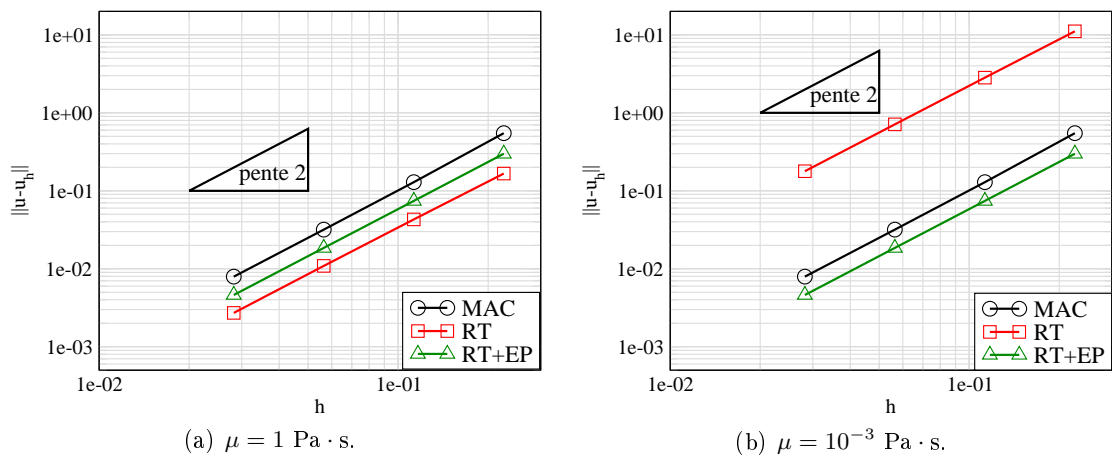 1e+01
1e+00
1e-01
1e-02
1e-03
||u-u_h||
pente 2
MAC
RT
RT+EP
1e-02
1e-01
h
(a) μ = 1 Pa · s.
1e+01
1e+00
1e-01
1e-02
1e-03
||u-u_h||
pente 2
MAC
RT
RT+EP
1e-02
1e-01
h
(b) μ = 10⁻³ Pa · s.